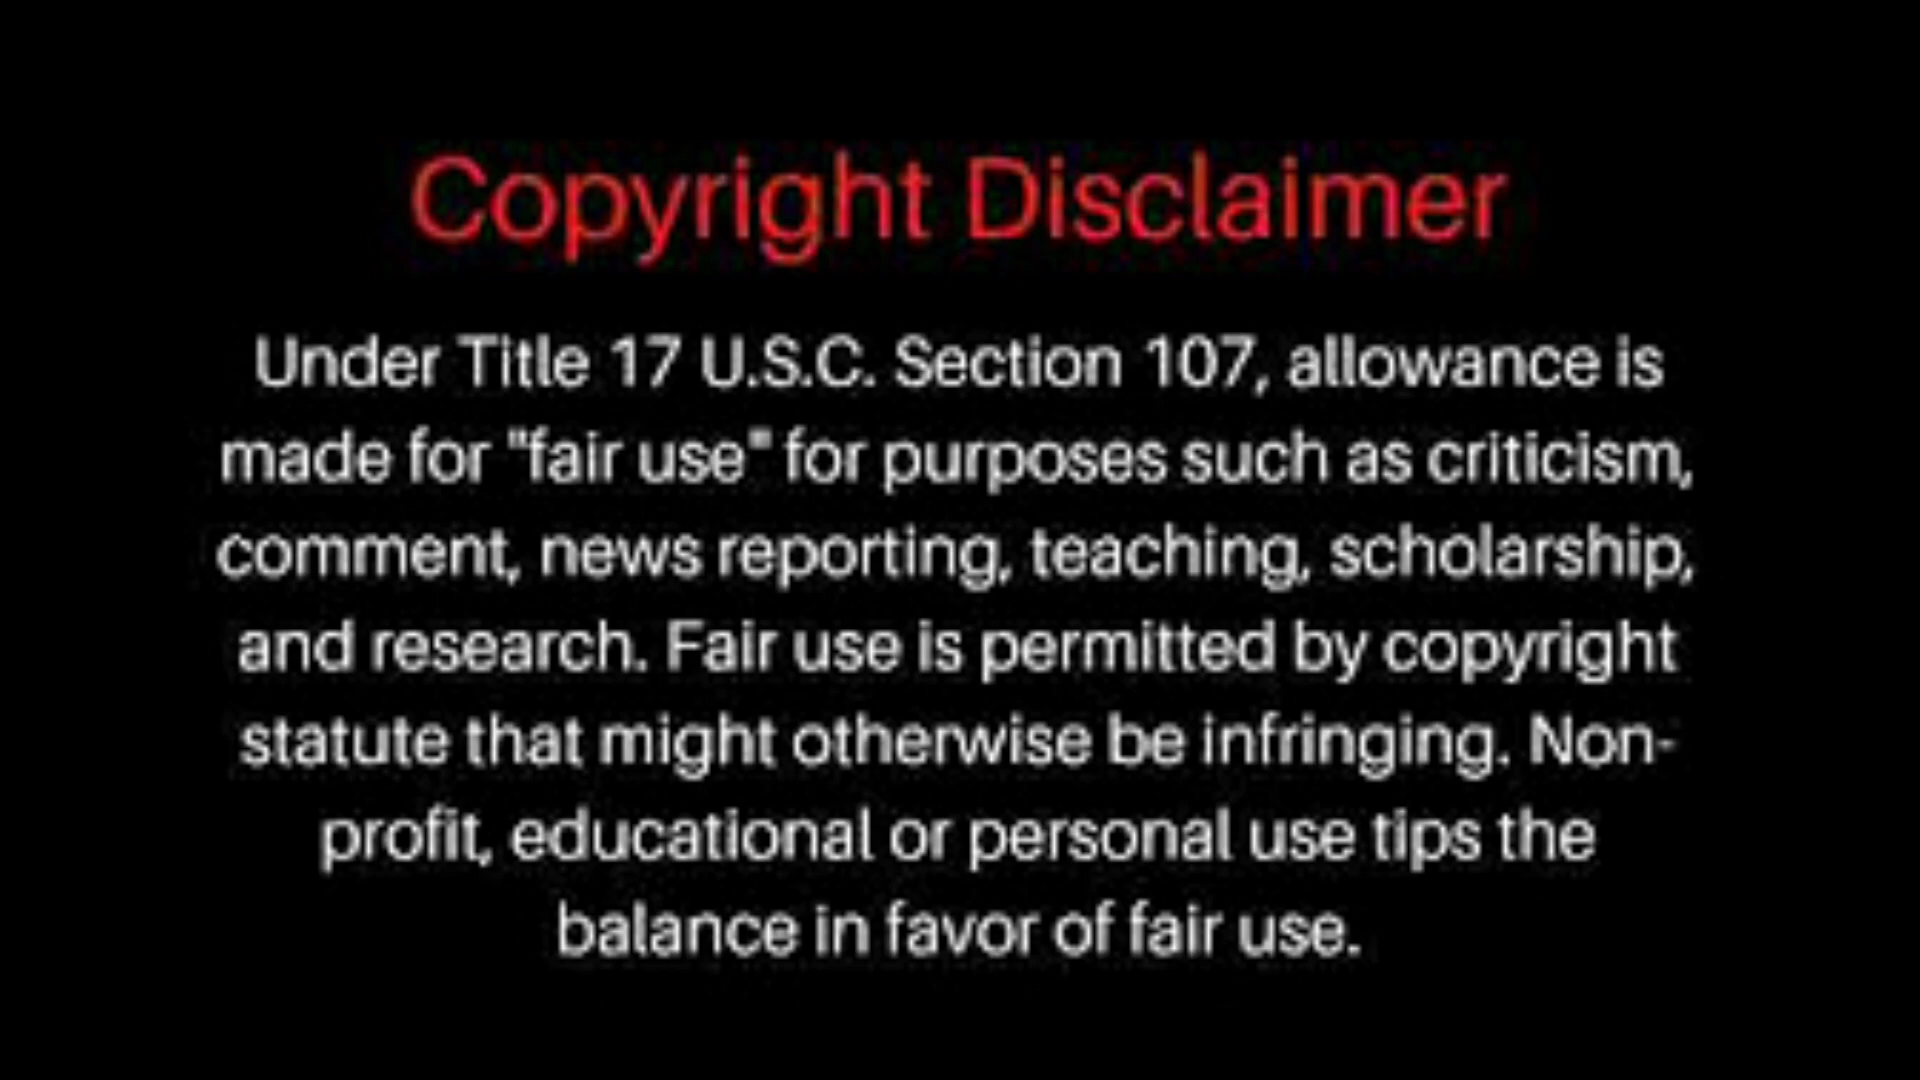 Copyright Disclaimer
Under Title 17 U.S.C. Section 107, allowance is
made for "fair use" for purposes such as criticism,
comment, news reporting, teaching, scholarship,
and research. Fair use is permitted by copyright
statute that might otherwise be infringing. Non-
profit, educational or personal use tips the
balance in favor of fair use.